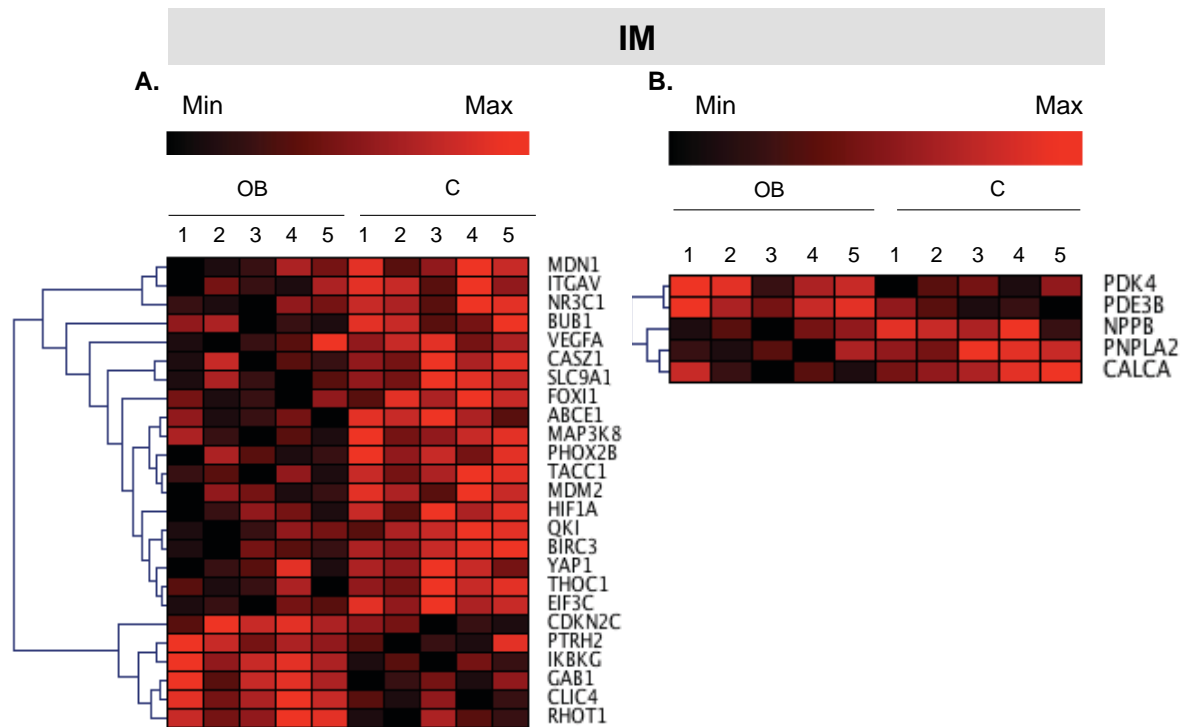 IM
A.
Min Max
OB C
1 2 3 4 5 1 2 3 4 5
MDN1
ITGAV
NR3C1
BUB1
VEGFA
CASZ1
SLC9A1
FOXI1
ABCE1
MAP3K8
PHOX2B
TACC1
MDM2
HIF1A
QKI
BIRC3
YAP1
THOC1
EIF3C
CDKN2C
PTRH2
IKBKG
GAB1
CLIC4
RHOT1
B.
Min Max
OB C
1 2 3 4 5 1 2 3 4 5
PDK4
PDE3B
NPPB
PNPLA2
CALCA